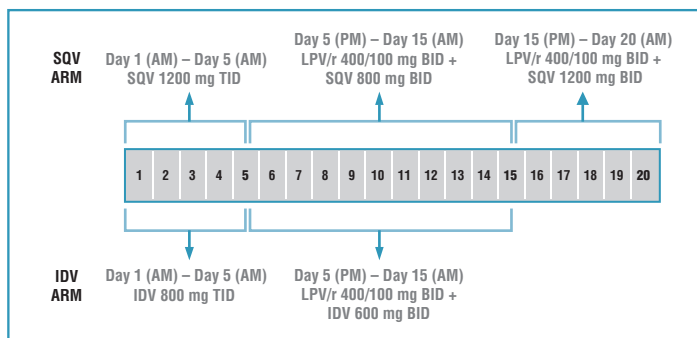 SQV
ARM
Day 1 (AM) – Day 5 (AM)
SQV 1200 mg TID
Day 5 (PM) – Day 15 (AM)
LPV/r 400/100 mg BID +
SQV 800 mg BID
Day 15 (PM) – Day 20 (AM)
LPV/r 400/100 mg BID +
SQV 1200 mg BID
1 2 3 4 5 6 7 8 9 10 11 12 13 14 15 16 17 18 19 20
IDV
ARM
Day 1 (AM) – Day 5 (AM)
IDV 800 mg TID
Day 5 (PM) – Day 15 (AM)
LPV/r 400/100 mg BID +
IDV 600 mg BID